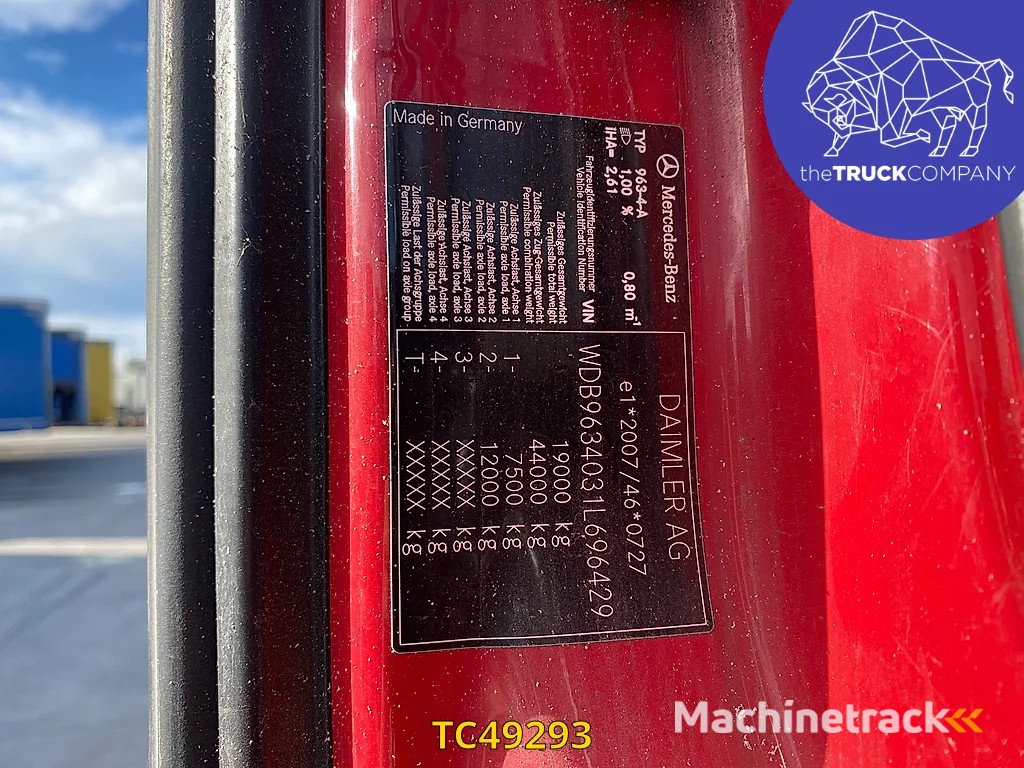 theTRUCKCOMPANY
Made in Germany
Mercedes-Benz
TYP 963-4-A
1,00 % 0,80 m-1
IHA= 2,61
DAIMLER AG
e1*2007/46*0727
Fahrzeugidentifizierungsnummer
Vehicle Identification Number VIN WDB9634031L696429
Zulässiges Gesamtgewicht
Permissible total weight 19000 kg
Zulässiges Zug-Gesamtgewicht
Permissible combination weight 44000 kg
Zulässige Achslast, Achse 1
Permissible axle load, axle 1 1- 7500 kg
Zulässige Achslast, Achse 2
Permissible axle load, axle 2 2- 12000 kg
Zulässige Achslast, Achse 3
Permissible axle load, axle 3 3- XXXXX kg
Zulässige Achslast, Achse 4
Permissible axle load, axle 4 4- XXXXX kg
Zulässige Last der Achsgruppe
Permissible load on axle group T- XXXXX kg
Machinetrack
TC49293